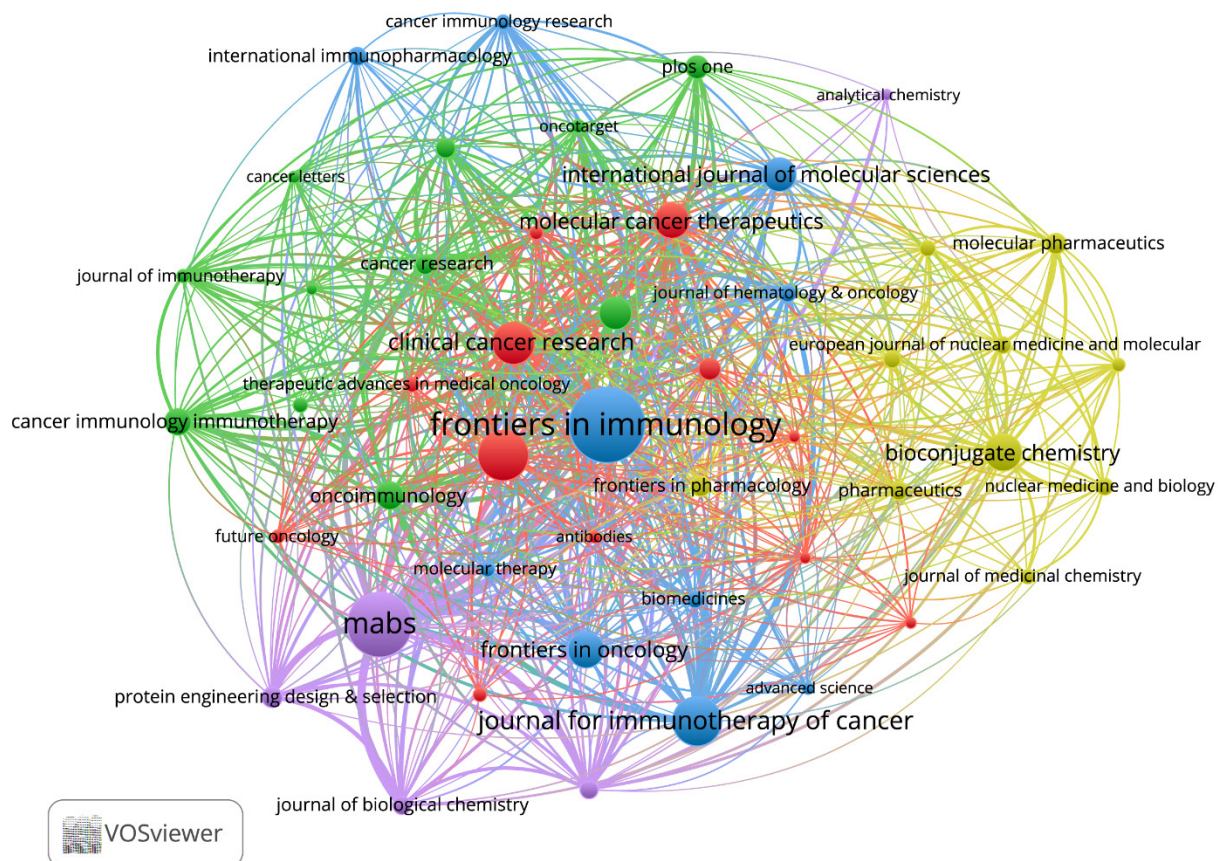 cancer immunology research
international immunopharmacology
plos one
analytical chemistry
oncotarget
cancer letters
international journal of molecular sciences
molecular cancer therapeutics
molecular pharmaceutics
cancer research
journal of immunotherapy
journal of hematology & oncology
clinical cancer research
european journal of nuclear medicine and molecular
therapeutic advances in medical oncology
cancer immunology immunotherapy
frontiers in immunology
bioconjugate chemistry
frontiers in pharmacology
pharmaceutics
nuclear medicine and biology
oncoimmunology
future oncology
antibodies
molecular therapy
journal of medicinal chemistry
biomedicines
mabs
frontiers in oncology
advanced science
protein engineering design & selection
journal for immunotherapy of cancer
journal of biological chemistry
VOSviewer